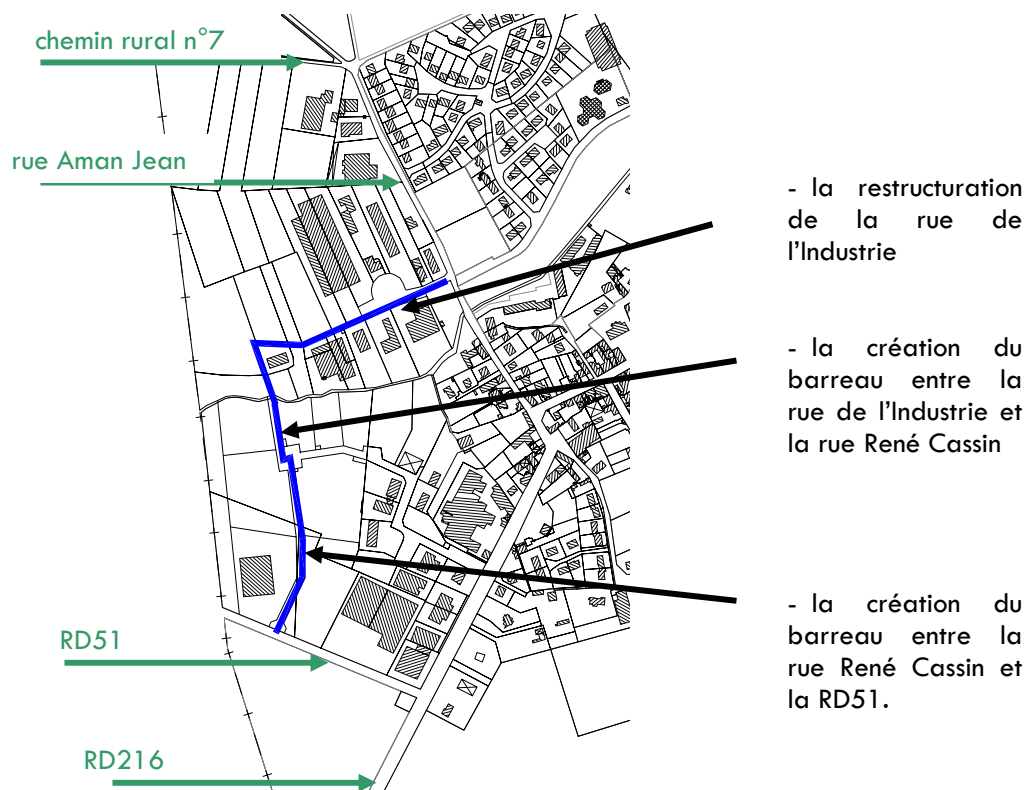 chemin rural n°7
rue Aman Jean
- la restructuration
de la rue de
l’Industrie
- la création du
barreau entre la
rue de l’Industrie et
la rue René Cassin
- la création du
barreau entre la
rue René Cassin et
la RD51.
RD51
RD216